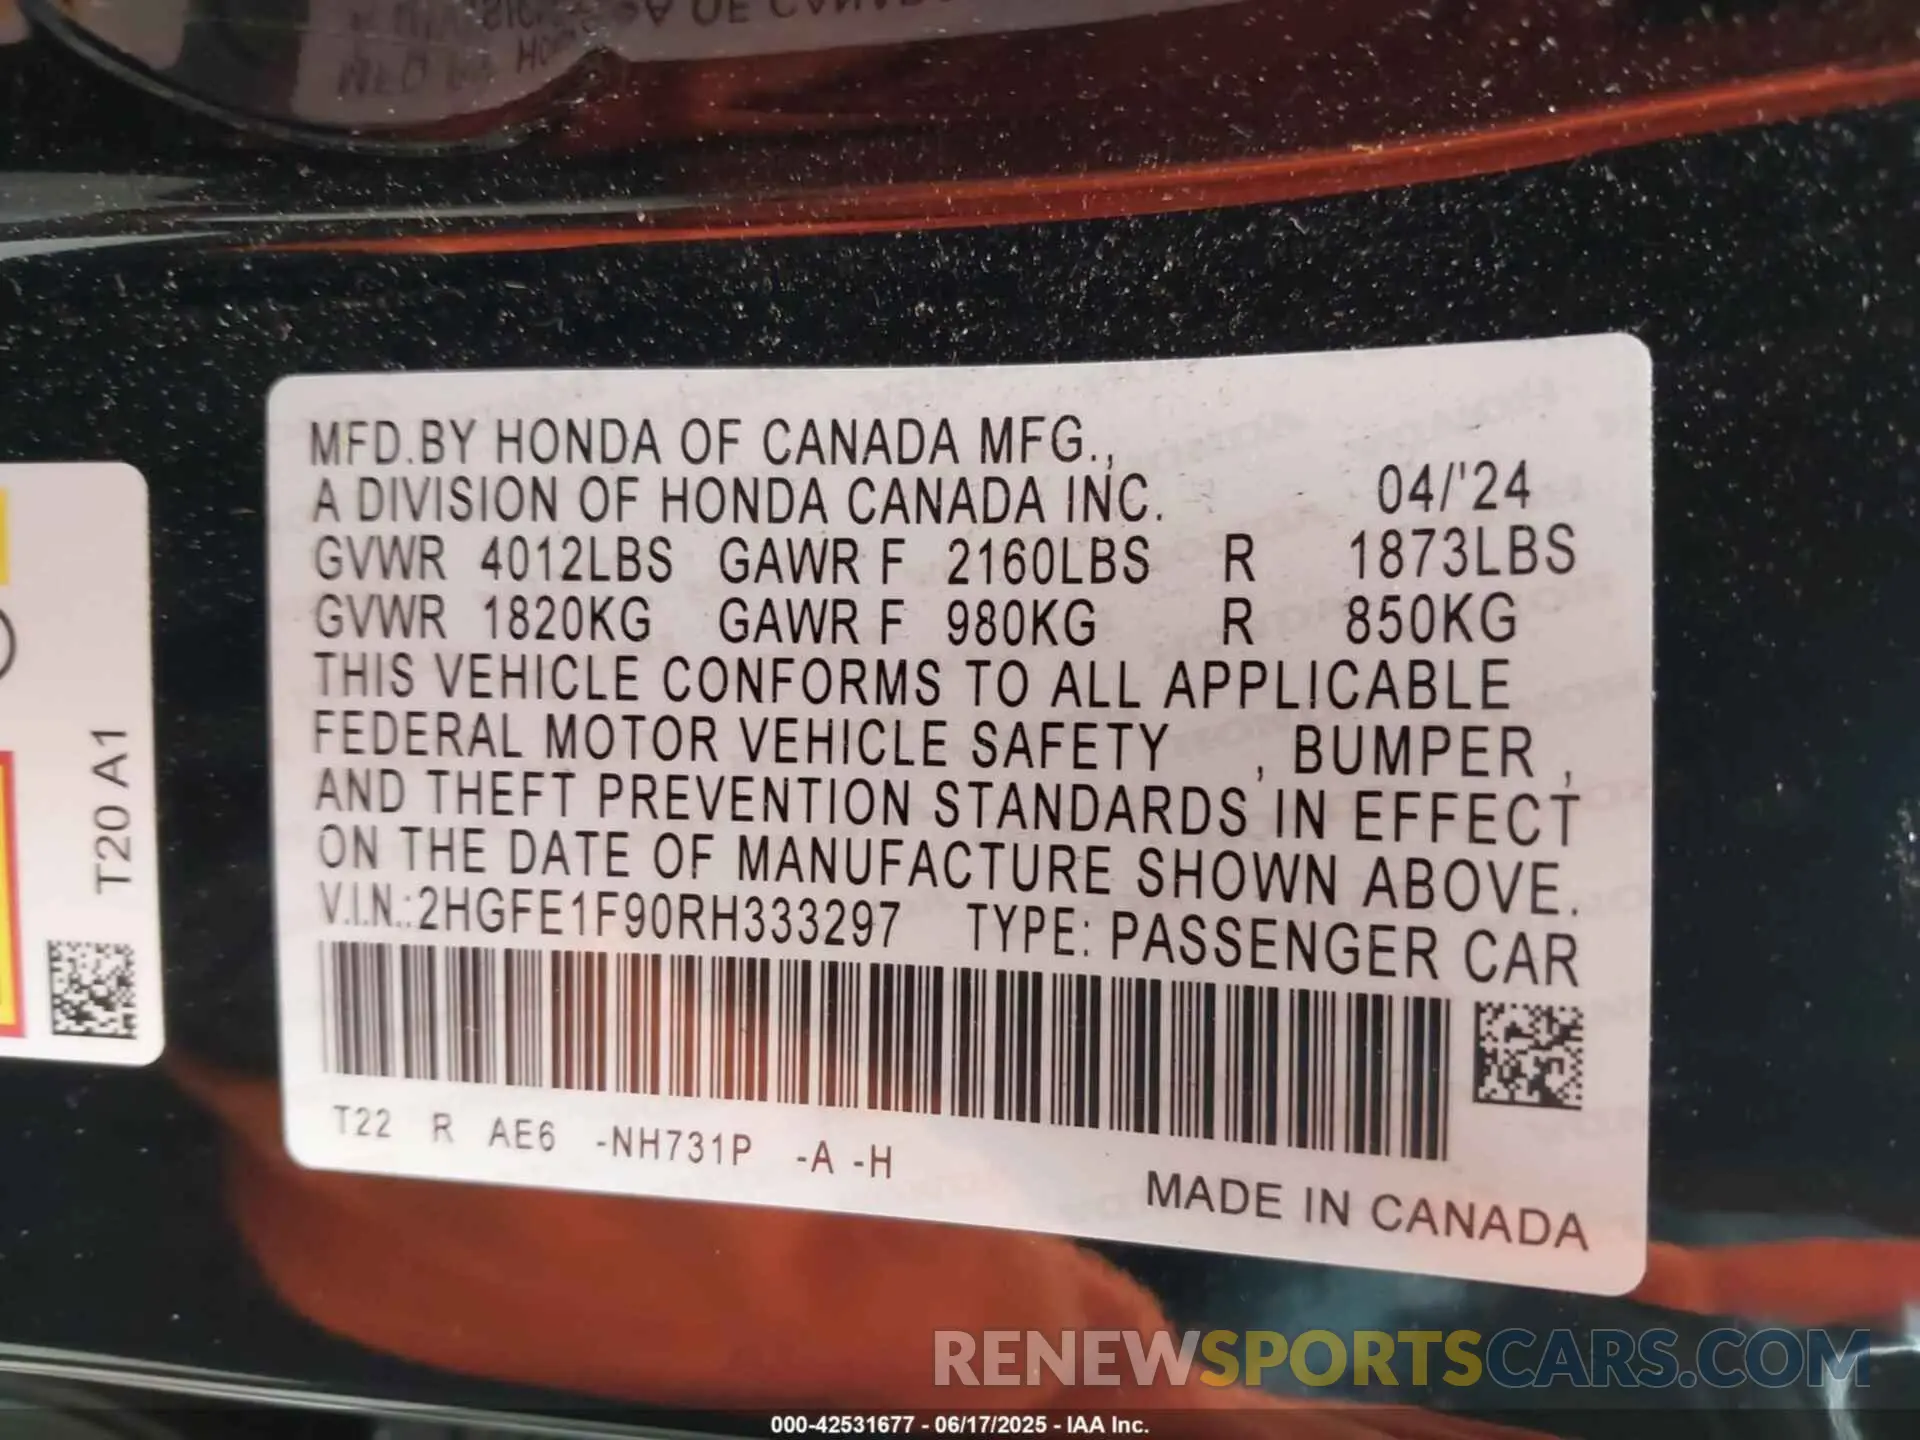 MFD.BY HONDA OF CANADA MFG.,
A DIVISION OF HONDA CANADA INC. 04/'24
GVWR 4012LBS GAWR F 2160LBS R 1873LBS
GVWR 1820KG GAWR F 980KG R 850KG
THIS VEHICLE CONFORMS TO ALL APPLICABLE
FEDERAL MOTOR VEHICLE SAFETY , BUMPER ,
AND THEFT PREVENTION STANDARDS IN EFFECT
ON THE DATE OF MANUFACTURE SHOWN ABOVE.
V.I.N.:2HGFE1F90RH333297 TYPE: PASSENGER CAR
T22 R AE6 -NH731P -A -H
MADE IN CANADA
T20 A1
RENEWSPORTSCARS.COM
000-42531677 - 06/17/2025 - IAA Inc.